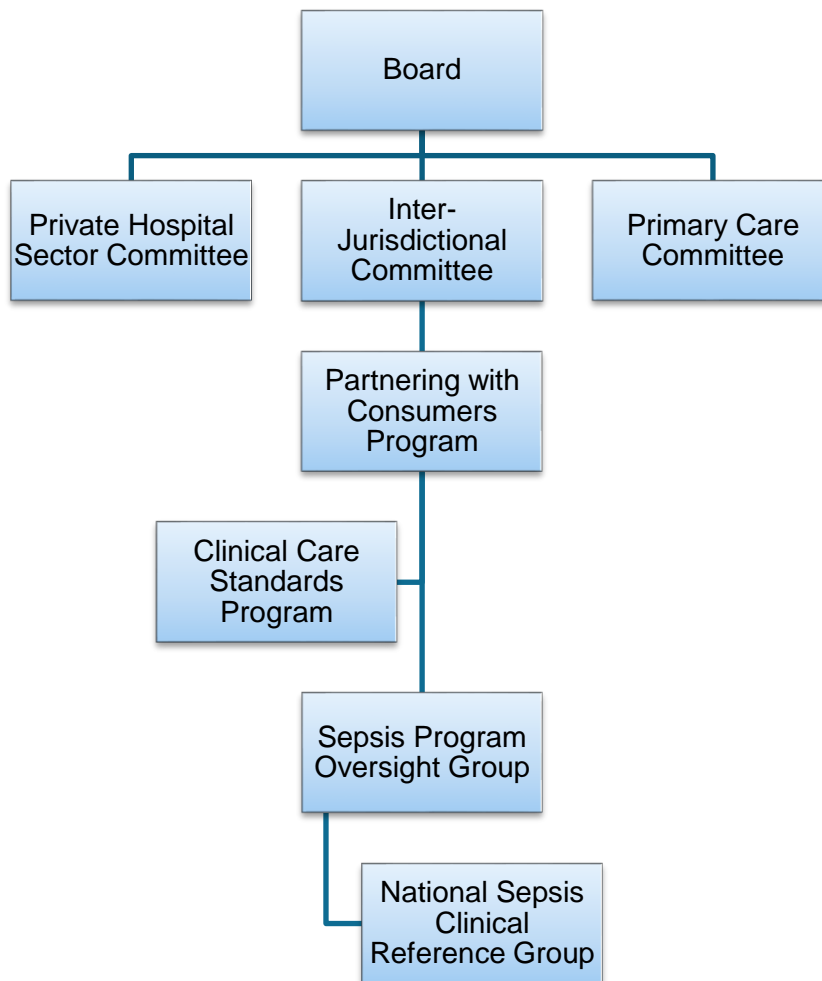 Board
Private Hospital
Sector Committee
Inter-
Jurisdictional
Committee
Primary Care
Committee
Partnering with
Consumers
Program
Clinical Care
Standards
Program
Sepsis Program
Oversight Group
National Sepsis
Clinical
Reference Group